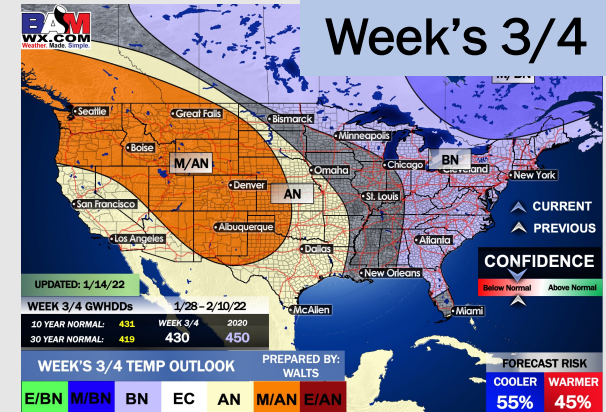 BAM
WX.COM
Weather. Made. Simple.
Week's 3/4
M/BN
Seattle
Great Falls
Bismarck
Minneapolis
Boise
M/AN
BN
Chicago
Cleveland
Omaha
New York
Denver
AN
St. Louis
San Francisco
CURRENT
Albuquerque
PREVIOUS
Los Angeles
Atlanta
Dallas
CONFIDENCE
New Orleans
Below Normal
Above Normal
UPDATED: 1/14/22
WEEK 3/4 GWHDDs
1/28 – 2/10/22
McAllen
Miami
10 YEAR NORMAL: 431
WEEK 3/4
2020
30 YEAR NORMAL: 419
430
450
WEEK'S 3/4 TEMP OUTLOOK
PREPARED BY:
WALTS
FORECAST RISK
COOLER
WARMER
55%
45%
E/BN M/BN BN EC AN M/AN E/AN